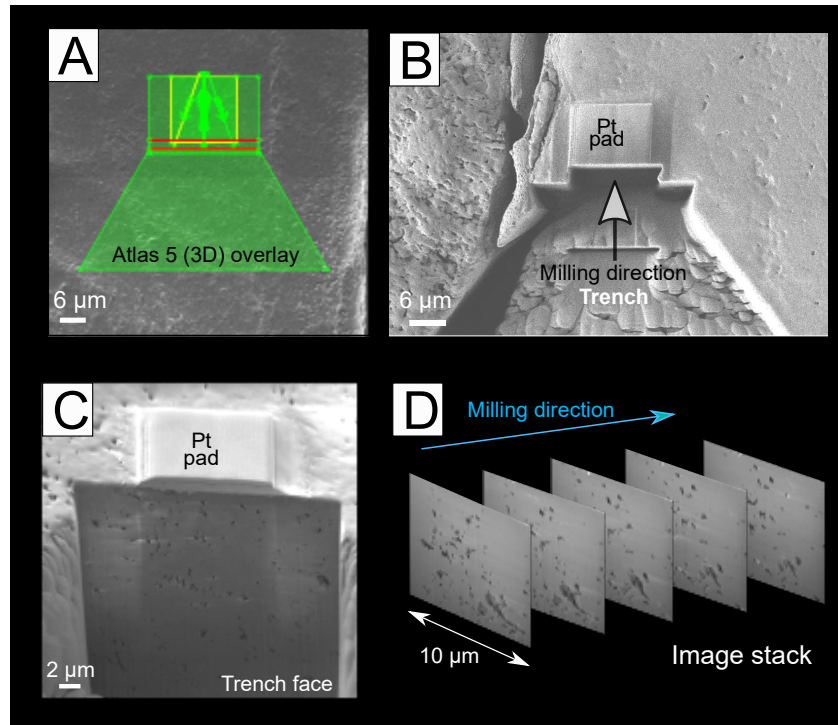 A
Atlas 5 (3D) overlay
6 µm
B
Pt
pad
Milling direction
Trench
6 µm
C
Pt
pad
2 µm
Trench face
D
Milling direction
10 µm
Image stack